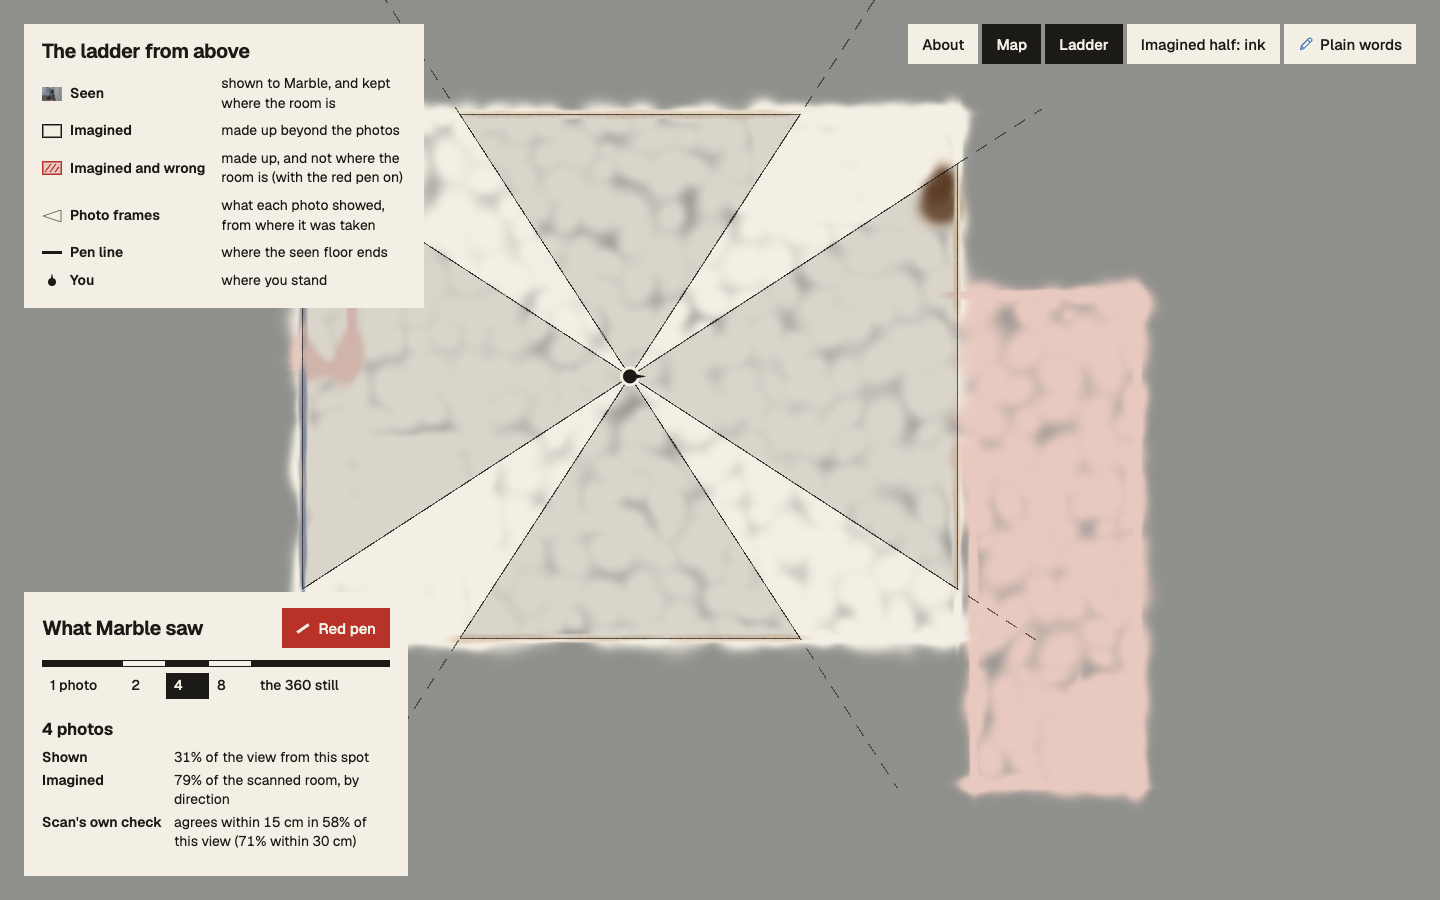 The ladder from above
Seen
shown to Marble, and kept
where the room is
Imagined
made up beyond the photos
Imagined and wrong
made up, and not where the
room is (with the red pen on)
Photo frames
what each photo showed,
from where it was taken
Pen line
where the seen floor ends
You
where you stand
About
Map
Ladder
Imagined half: ink
Plain words
What Marble saw
Red pen
1 photo
2
4
8
the 360 still
4 photos
Shown
31% of the view from this spot
Imagined
79% of the scanned room, by
direction
Scan's own check
agrees within 15 cm in 58% of
this view (71% within 30 cm)